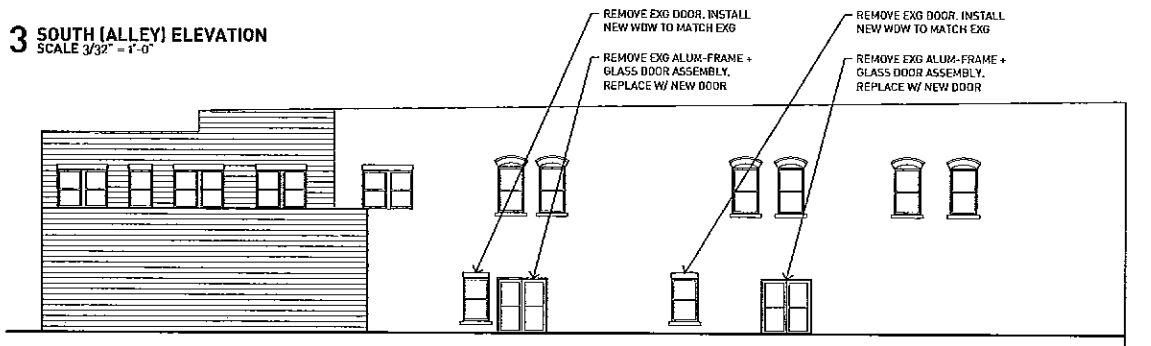 3 SOUTH (ALLEY) ELEVATION
SCALE 3/32" = 1'-0"
REMOVE EXG DOOR, INSTALL
NEW WDW TO MATCH EXG
REMOVE EXG ALUM-FRAME +
GLASS DOOR ASSEMBLY,
REPLACE W/ NEW DOOR
REMOVE EXG DOOR, INSTALL
NEW WDW TO MATCH EXG
REMOVE EXG ALUM-FRAME +
GLASS DOOR ASSEMBLY,
REPLACE W/ NEW DOOR